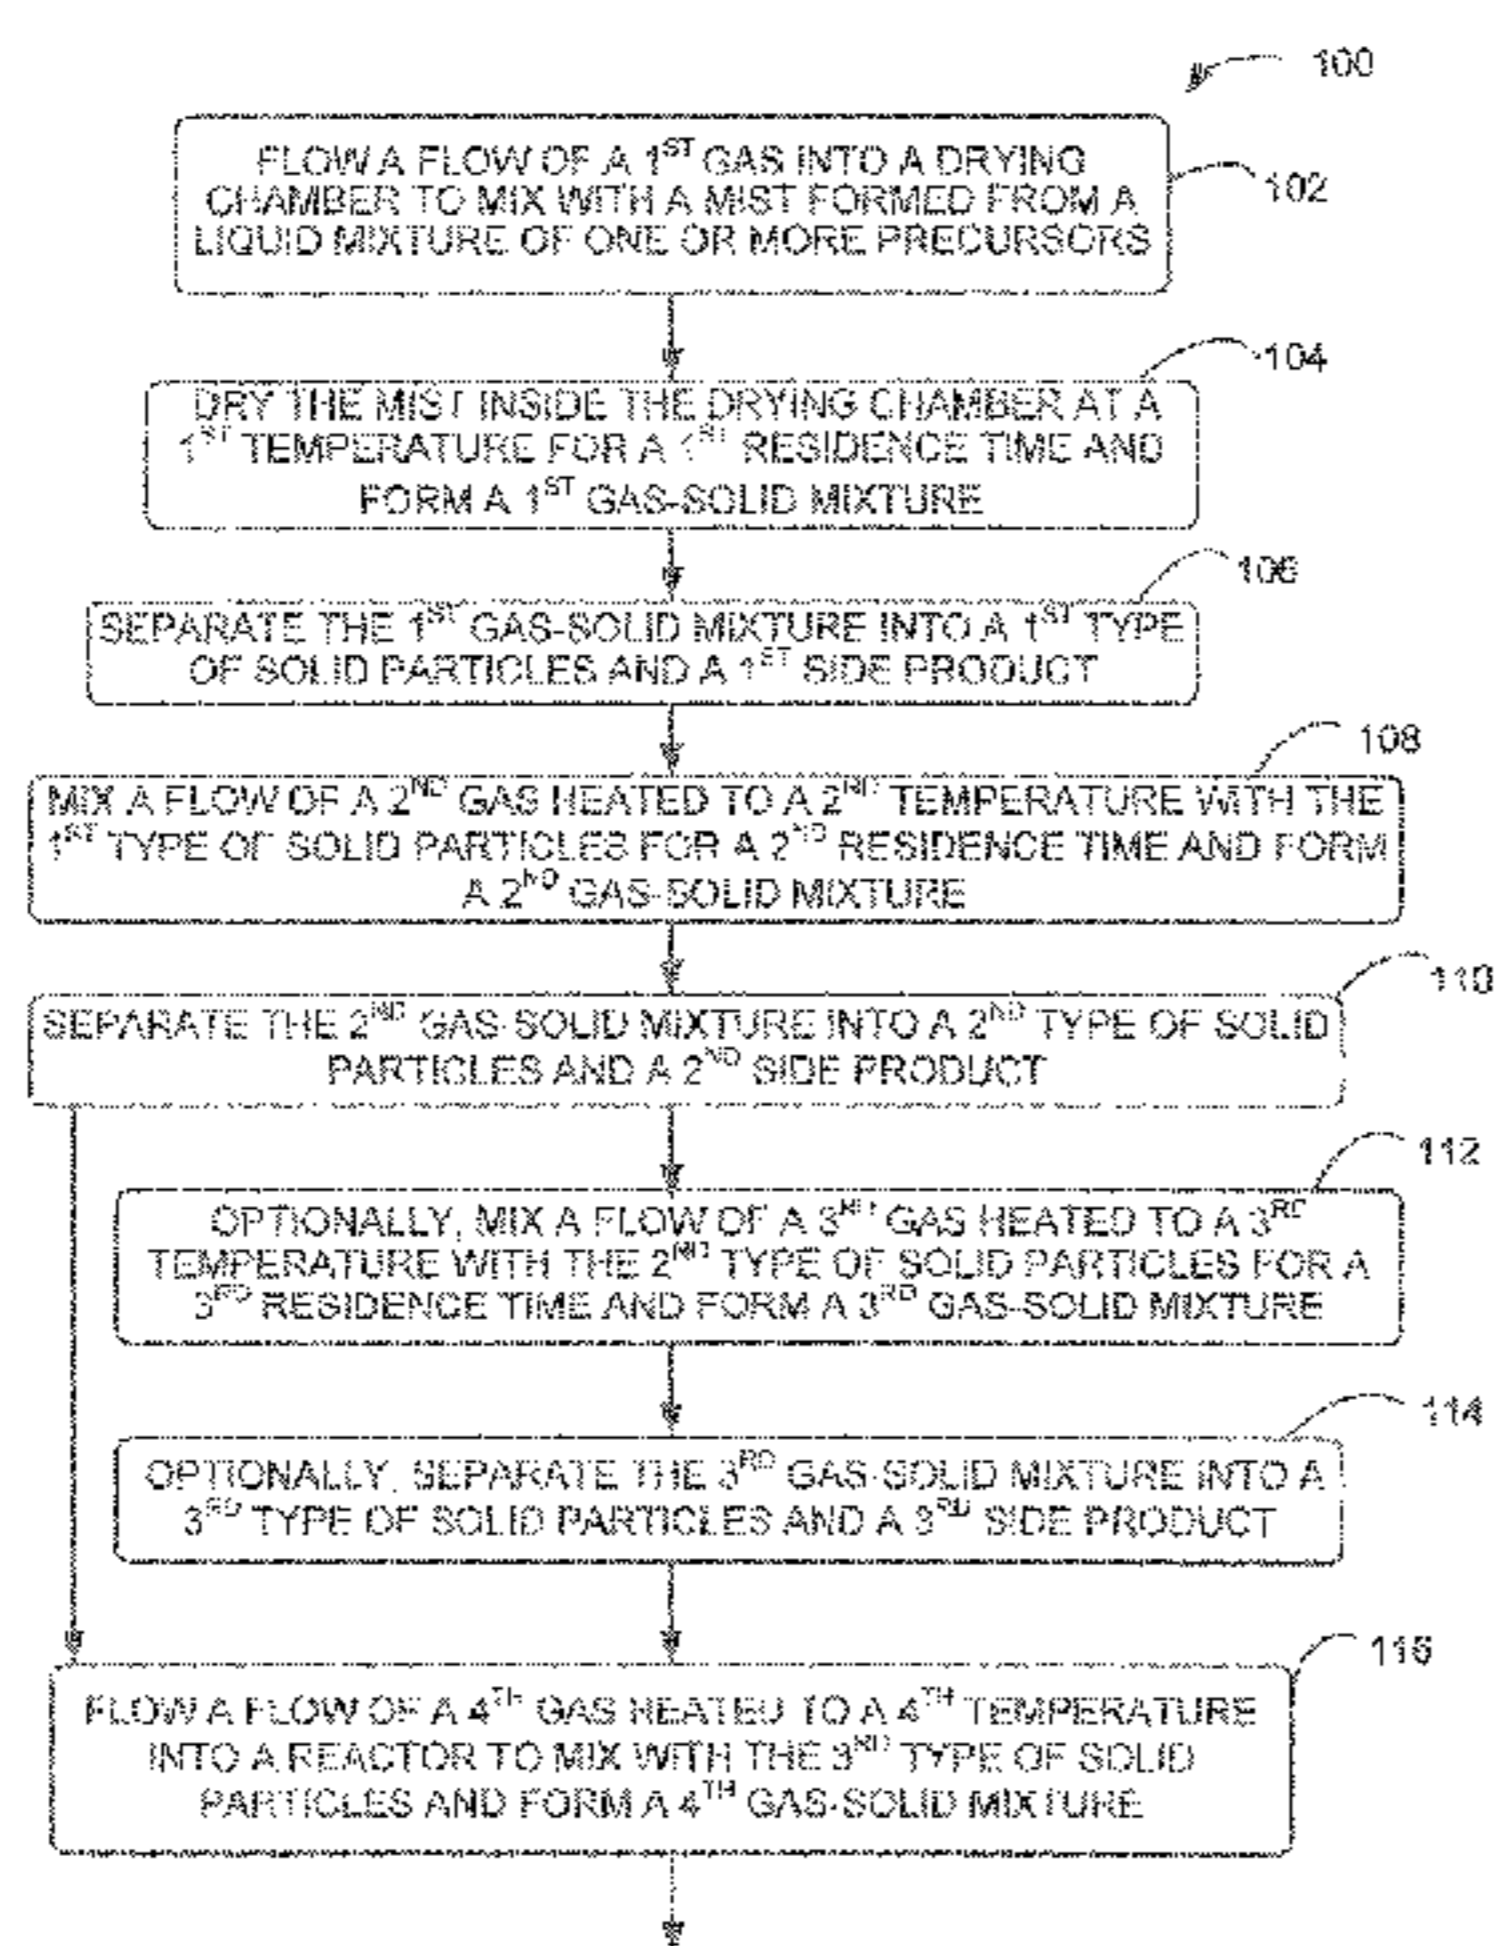 100
FLOW A FLOW OF A 1ST GAS INTO A DRYING
CHAMBER TO MIX WITH A MIST FORMED FROM A
LIQUID MIXTURE OF ONE OR MORE PRECURSORS
102
104
DRY THE MIST INSIDE THE DRYING CHAMBER AT A
1ST TEMPERATURE FOR A 1ST RESIDENCE TIME AND
FORM A 1ST GAS-SOLID MIXTURE
106
SEPARATE THE 1ST GAS-SOLID MIXTURE INTO A 1ST TYPE
OF SOLID PARTICLES AND A 1ST SIDE PRODUCT
108
MIX A FLOW OF A 2ND GAS HEATED TO A 2RD TEMPERATURE WITH THE
1ST TYPE OF SOLID PARTICLES FOR A 2ND RESIDENCE TIME AND FORM
A 2ND GAS-SOLID MIXTURE
110
SEPARATE THE 2ND GAS-SOLID MIXTURE INTO A 2ND TYPE OF SOLID
PARTICLES AND A 2ND SIDE PRODUCT
112
OPTIONALLY, MIX A FLOW OF A 3RD GAS HEATED TO A 3RD
TEMPERATURE WITH THE 2ND TYPE OF SOLID PARTICLES FOR A
3RD RESIDENCE TIME AND FORM A 3RD GAS-SOLID MIXTURE
114
OPTIONALLY, SEPARATE THE 3RD GAS-SOLID MIXTURE INTO A
3RD TYPE OF SOLID PARTICLES AND A 3RD SIDE PRODUCT
116
FLOW A FLOW OF A 4TH GAS HEATED TO A 4TH TEMPERATURE
INTO A REACTOR TO MIX WITH THE 3RD TYPE OF SOLID
PARTICLES AND FORM A 4TH GAS-SOLID MIXTURE